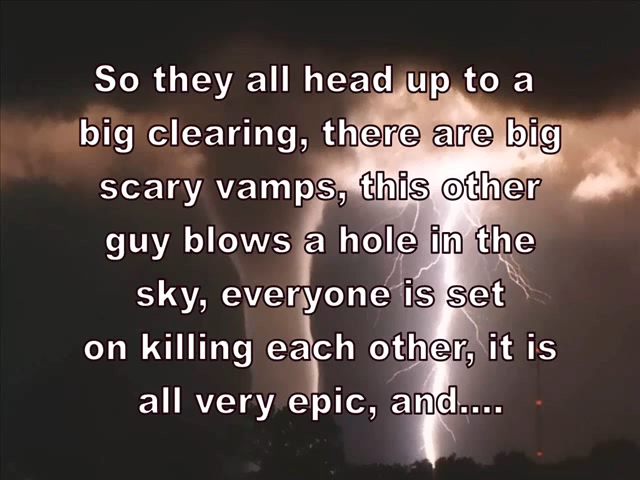 So they all head up to a
big clearing, there are big
scary vamps, this other
guy blows a hole in the
sky, everyone is set
on killing each other, it is
all very epic, and....